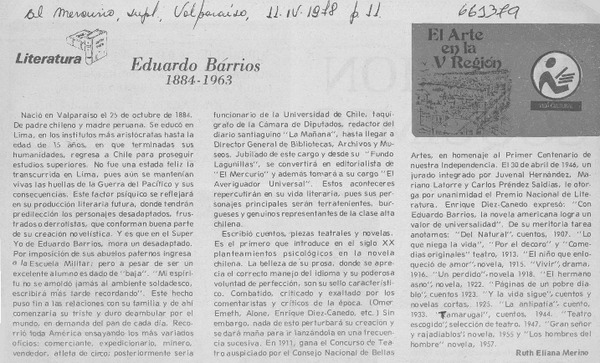 El Mercurio, supl., Valparaíso, 11.IV.1978 p.11
661379
Literatura
Eduardo Barrios
1884-1963
El Arte
en la
V Región
Nació en Valparaíso el 25 de octubre de 1884.
De padre chileno y madre peruana. Se educó en
Lima, en los institutos más aristócratas hasta la
edad de 15 años, en que terminadas sus
humanidades, regresa a Chile para proseguir
estudios superiores. No fue una estada feliz la
transcurrida en Lima, pues aún se mantenían
vivas las huellas de la Guerra del Pacífico y sus
consecuencias. Este factor psíquico se reflejará
en su producción literaria futura, donde tendrán
predilección los personajes desadaptados, frus-
trados o derrotistas, que conforman buena parte
de su creación novelística. Y es que en el Super
Yo de Eduardo Barrios, mora un desadaptado.
Por imposición de sus abuelos paternos ingresa
a la Escuela Militar; pero a pesar de ser un
excelente alumno es dado de "baja". "Mi espíri-
tu no se amoldó jamás al ambiente soldadesco,
escribirá más tarde recordando". Este hecho
puso fin a las relaciones con su familia y de ahí
comenzaría su triste y duro deambular por el
mundo, en demanda del pan de cada día. Reco-
rrió toda América ensayando los más variados
oficios: comerciante, expedicionario, minero,
vendedor, atleta de circo; posteriormente sería
funcionario de la Universidad de Chile, taquí-
grafo de la Cámara de Diputados, redactor del
diario santiaguino "La Mañana", hasta llegar a
Director General de Bibliotecas, Archivos y Mu-
seos. Jubilado de este cargo y desde su "Fundo
Lagunillas", se convertirá en editorialista de
"El Mercurio" y además tomará a su cargo "El
Averiguador Universal". Estos aconteceres
repercutirán en su vida literaria, pues sus per-
sonajes principales serán terratenientes, bur-
gueses y genuinos representantes de la clase alta
chilena.
Escribió cuentos, piezas teatrales y novelas.
Es el primero que introduce en el siglo XX
planteamientos psicológicos en la novela
chilena. La belleza de su prosa, donde se apre-
cia el correcto manejo del idioma y su poderosa
voluntad de perfección, son su sello caracterísi-
co. Combatido, criticado y exaltado por los
comentaristas y críticos de la época. (Omer
Emeth, Alone, Enrique Diez-Canedo, etc.) Sin
embargo, nada de esto perturbará su creación y
se dará maña para ir lanzándola en una frecuen-
cia sucesiva. En 1911, gana el Concurso de Te-
atro auspiciado por el Consejo Nacional de Bellas
Artes, en homenaje al Primer Centenario de
nuestra Independencia. El 30 de abril de 1946, un
jurado integrado por Juvenal Hernández,
Mariano Latorre y Carlos Préndez Saldías, le otor-
ga por unanimidad el Premio Nacional de Lite-
ratura. Enrique Diez-Canedo expresó: "Con
Eduardo Barrios, la novela americana logra un
valor de universalidad". De su meritoria tarea
anotamos: "Del Natural", cuentos, 1907. "Lo
que niega la vida", "Por el decoro" y "Come-
dias originales" teatro, 1913. "El niño que enlo-
queció de amor", novela, 1915. "Vivir", drama,
1916. "Un perdido", novela 1918. "El hermano
asno", novela, 1922. "Páginas de un pobre dia-
blo", cuentos 1923. "Y la vida sigue", cuentos y
novelas cortas, 1925. "La antipatía", cuento,
1933. "Tamarugal", cuentos, 1944. "Teatro
escogido", selección de teatro, 1947. "Gran señor
y rajadiablos", novela, 1955 y "Los hombres del
hombre" novela, 1957.
Ruth Eliana Merino